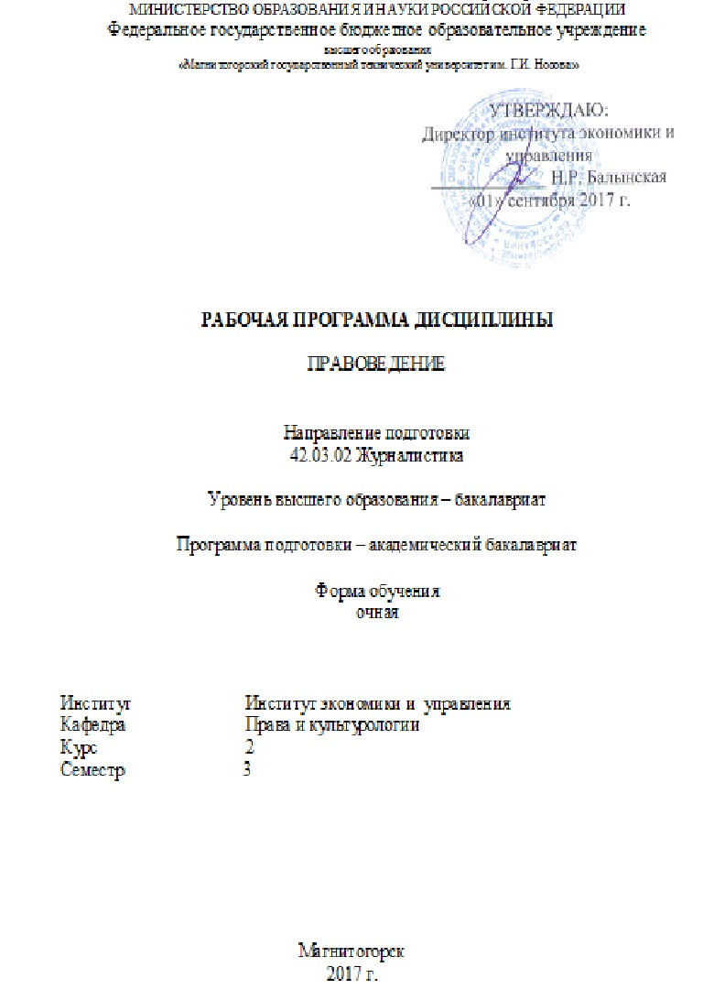 МИНИСТЕРСТВО ОБРАЗОВАНИЯ И НАУКИ РОССИЙСКОЙ ФЕДЕРАЦИИ
Федеральное государственное бюджетное образовательное учреждение
высшего образования
«Магнитогорский государственный технический университет им. Г.И. Носова»
УТВЕРЖДАЮ:
Директор института экономики и
управления
Н.Р. Балынская
«01» сентября 2017 г.
РАБОЧАЯ ПРОГРАММА ДИСЦИПЛИНЫ
ПРАВОВЕДЕНИЕ
Направление подготовки
42.03.02 Журналистика
Уровень высшего образования – бакалавриат
Программа подготовки – академический бакалавриат
Форма обучения
очная
Институт Институт экономики и управления
Кафедра Права и культурологии
Курс 2
Семестр 3
Магнитогорск
2017 г.